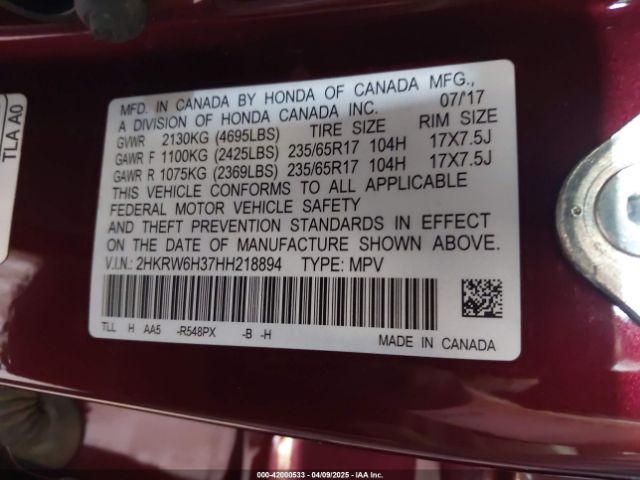 TLA A0
MFD. IN CANADA BY HONDA OF CANADA MFG.,
A DIVISION OF HONDA CANADA INC. 07/'17
GVWR 2130KG (4695LBS) TIRE SIZE RIM SIZE
GAWR F 1100KG (2425LBS) 235/65R17 104H 17X7.5J
GAWR R 1075KG (2369LBS) 235/65R17 104H 17X7.5J
THIS VEHICLE CONFORMS TO ALL APPLICABLE
FEDERAL MOTOR VEHICLE SAFETY
AND THEFT PREVENTION STANDARDS IN EFFECT
ON THE DATE OF MANUFACTURE SHOWN ABOVE.
V.I.N.: 2HKRW6H37HH218894 TYPE: MPV
TLL H AA5 -R548PX -B -H
MADE IN CANADA
000-42000533 - 04/09/2025 - IAA Inc.